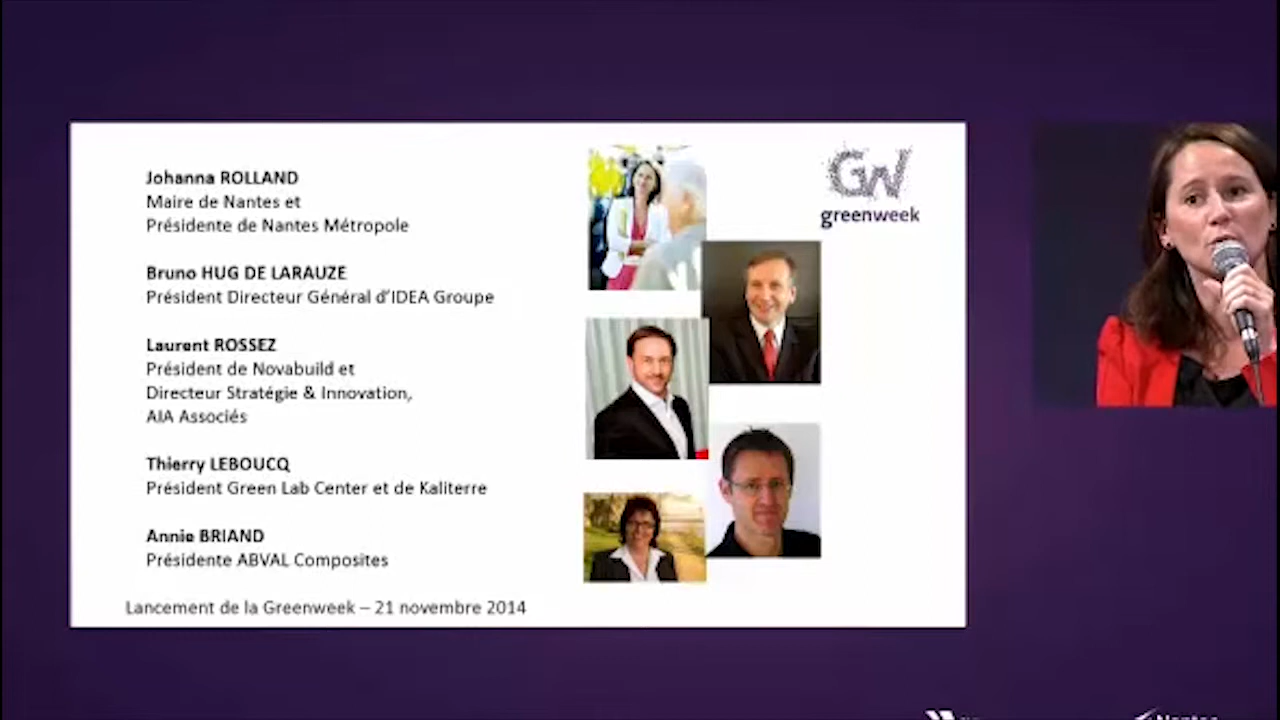 Johanna ROLLAND
Maire de Nantes et
Présidente de Nantes Métropole
Bruno HUG DE LARAUZE
Président Directeur Général d'IDEA Groupe
Laurent ROSSEZ
Président de Novabuild et
Directeur Stratégie & Innovation,
AIA Associés
Thierry LEBOUCQ
Président Green Lab Center et de Kaliterre
Annie BRIAND
Présidente ABVAL Composites
Lancement de la Greenweek – 21 novembre 2014
GW
greenweek
Nantes